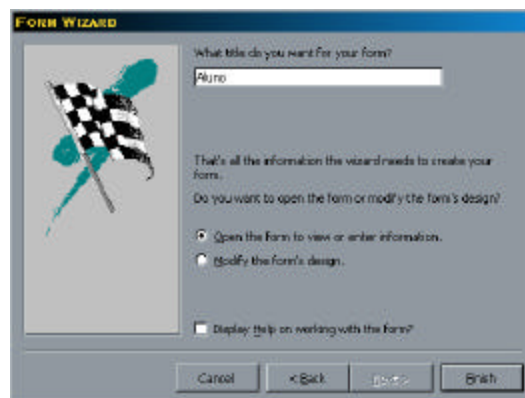 FORM WIZARD
What title do you want for your form?
Aluno
That's all the information the wizard needs to create your
form.
Do you want to open the form or modify the form's design?
Open the form to view or enter information.
Modify the form's design.
Display Help on working with the form?
Cancel
< Back
Next >
Finish